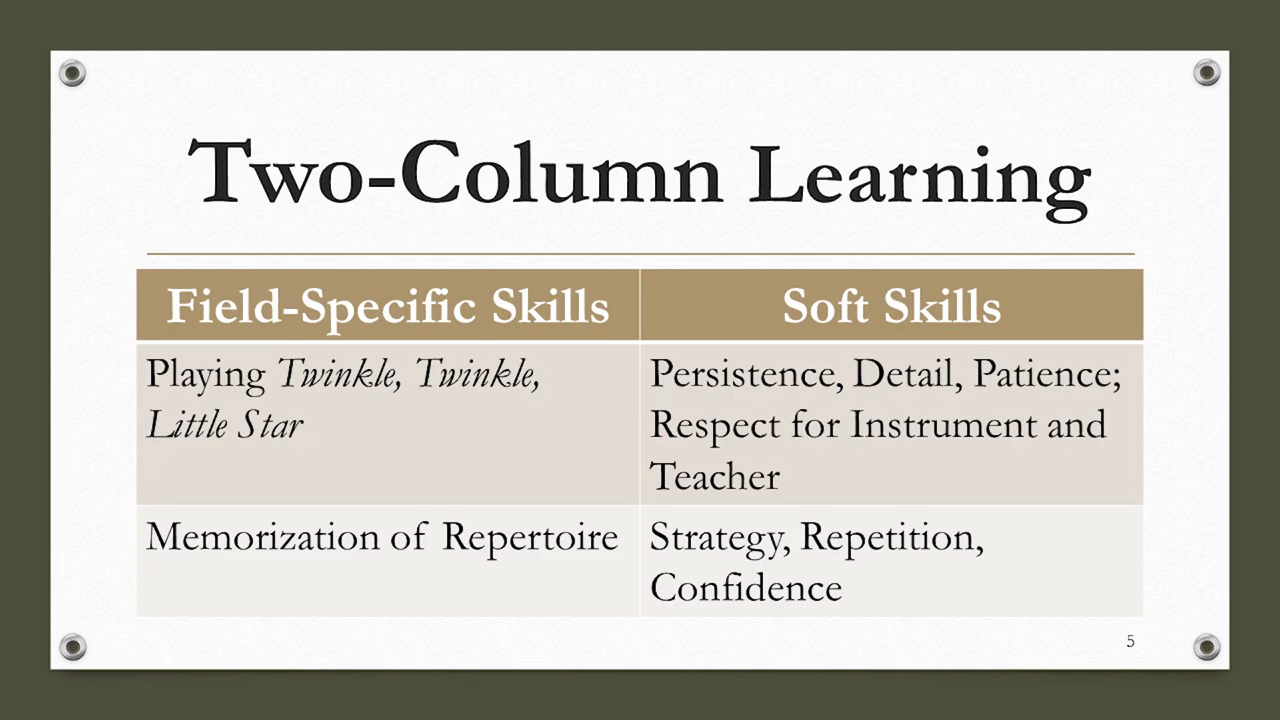 Two-Column Learning
Field-Specific Skills
Soft Skills
Playing Twinkle, Twinkle,
Little Star
Persistence, Detail, Patience;
Respect for Instrument and
Teacher
Memorization of Repertoire
Strategy, Repetition,
Confidence
5